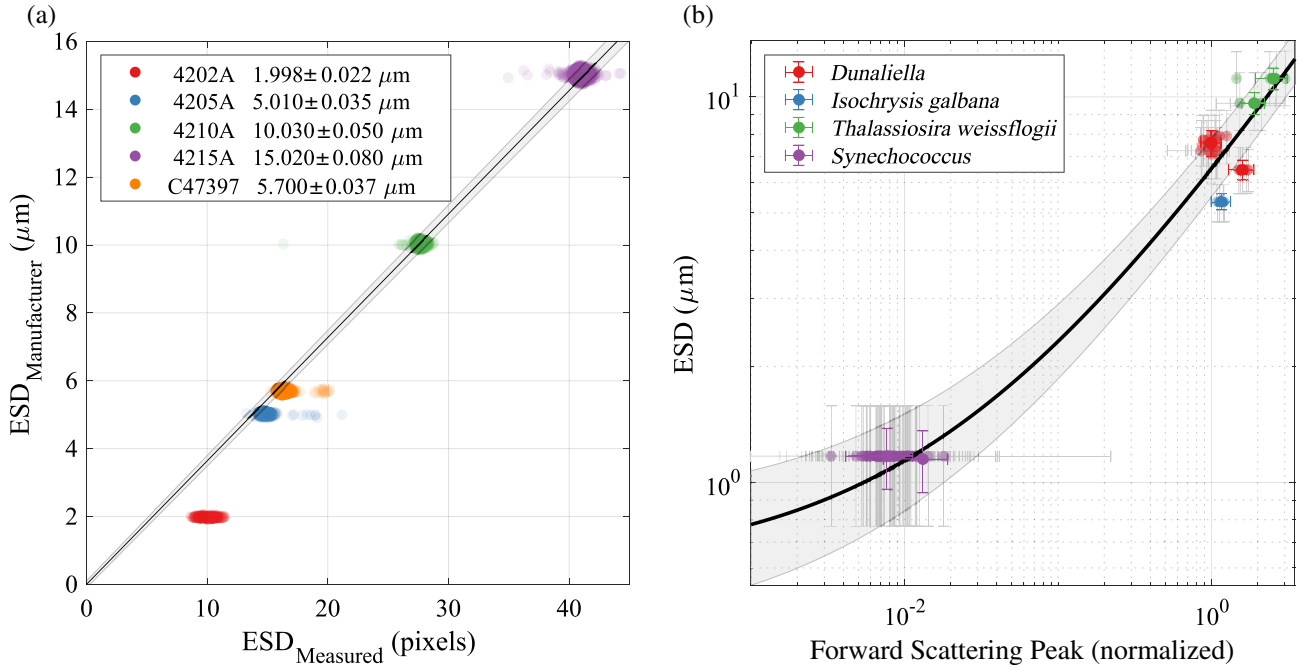 (a)
16
14
12
10
8
6
4
2
0
0
10
20
30
40
ESD_Manufacturer (μm)
ESD_Measured (pixels)
4202A 1.998±0.022 μm
4205A 5.010±0.035 μm
4210A 10.030±0.050 μm
4215A 15.020±0.080 μm
C47397 5.700±0.037 μm
(b)
10^1
10^0
10^-2
10^0
ESD (μm)
Forward Scattering Peak (normalized)
Dunaliella
Isochrysis galbana
Thalassiosira weissflogii
Synechococcus